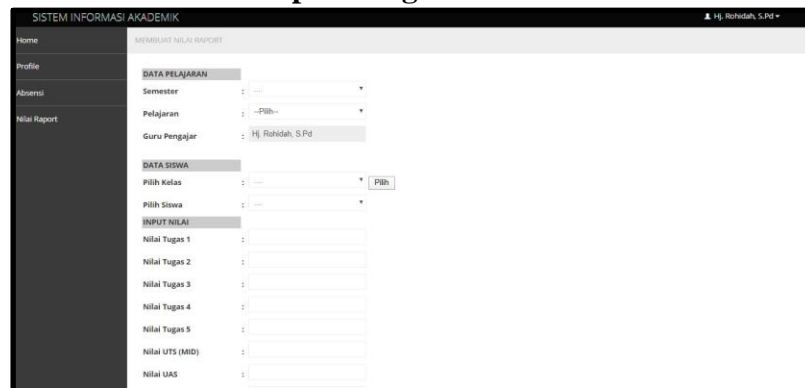 SISTEM INFORMASI AKADEMIK
Hj. Rohidah, S.Pd
Home
Profile
Absensi
Nilai Raport
MEMBUAT NILAI RAPORT
DATA PELAJARAN
Semester : ---
Pelajaran : --Pilih--
Guru Pengajar : Hj. Rohidah, S.Pd
DATA SISWA
Pilih Kelas : --- Pilih
Pilih Siswa : ---
INPUT NILAI
Nilai Tugas 1 :
Nilai Tugas 2 :
Nilai Tugas 3 :
Nilai Tugas 4 :
Nilai Tugas 5 :
Nilai UTS (MID) :
Nilai UAS :